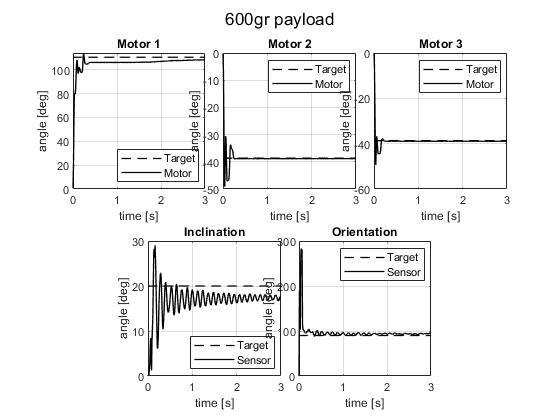 600gr payload
Motor 1
angle [deg]
100
80
60
40
20
0
0 1 2 3
time [s]
Target
Motor
Motor 2
angle [deg]
0
-20
-40
-60
0 1 2 3
time [s]
Target
Motor
Motor 3
angle [deg]
0
-20
-40
-60
0 1 2 3
time [s]
Target
Motor
Inclination
angle [deg]
30
20
10
0
0 1 2 3
time [s]
Target
Sensor
Orientation
angle [deg]
300
200
100
0
0 1 2 3
time [s]
Target
Sensor